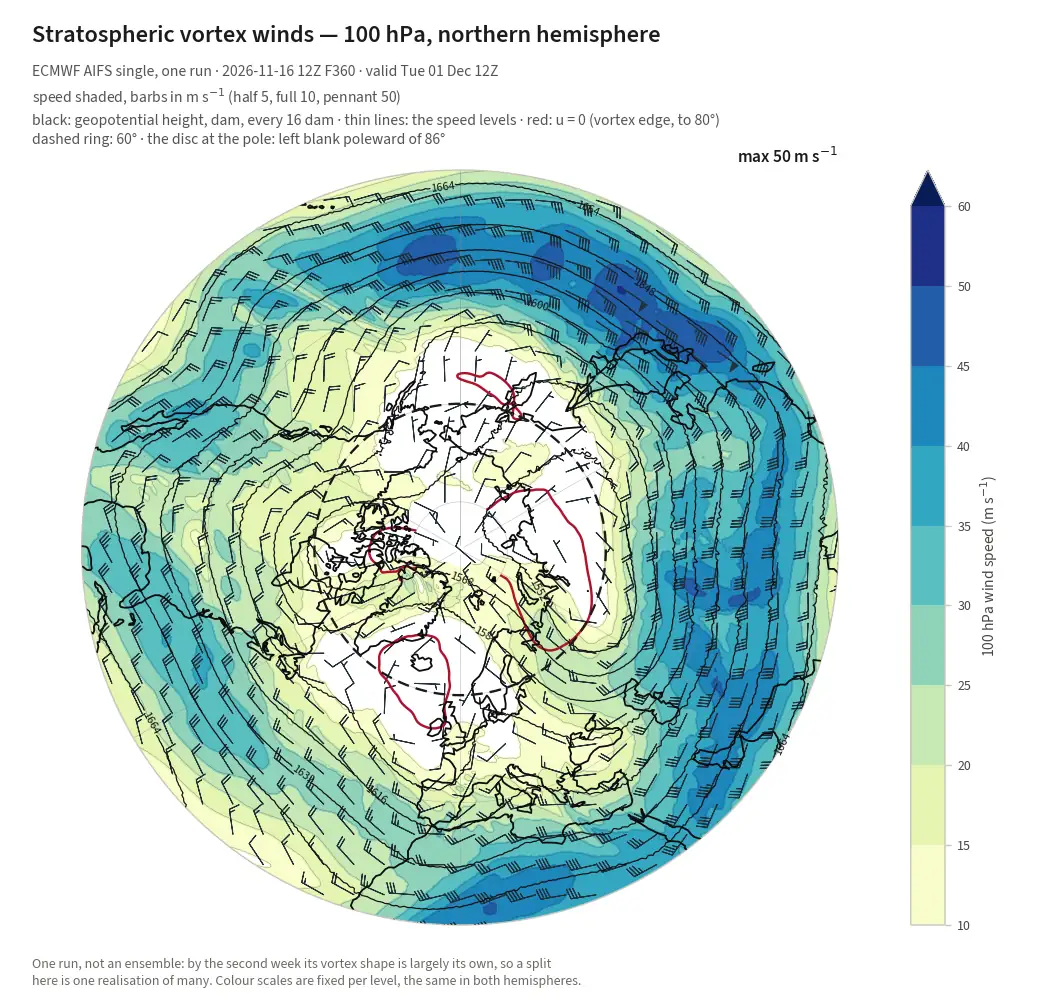 Stratospheric vortex winds — 100 hPa, northern hemisphere
ECMWF AIFS single, one run · 2026-11-16 12Z F360 · valid Tue 01 Dec 12Z
speed shaded, barbs in m s⁻¹ (half 5, full 10, pennant 50)
black: geopotential height, dam, every 16 dam · thin lines: the speed levels · red: u = 0 (vortex edge, to 80°)
dashed ring: 60° · the disc at the pole: left blank poleward of 86°
max 50 m s⁻¹
1664
1664
1600
1664
1616
1664
60
50
45
40
35
30
25
20
15
10
100 hPa wind speed (m s⁻¹)
One run, not an ensemble: by the second week its vortex shape is largely its own, so a split
here is one realisation of many. Colour scales are fixed per level, the same in both hemispheres.